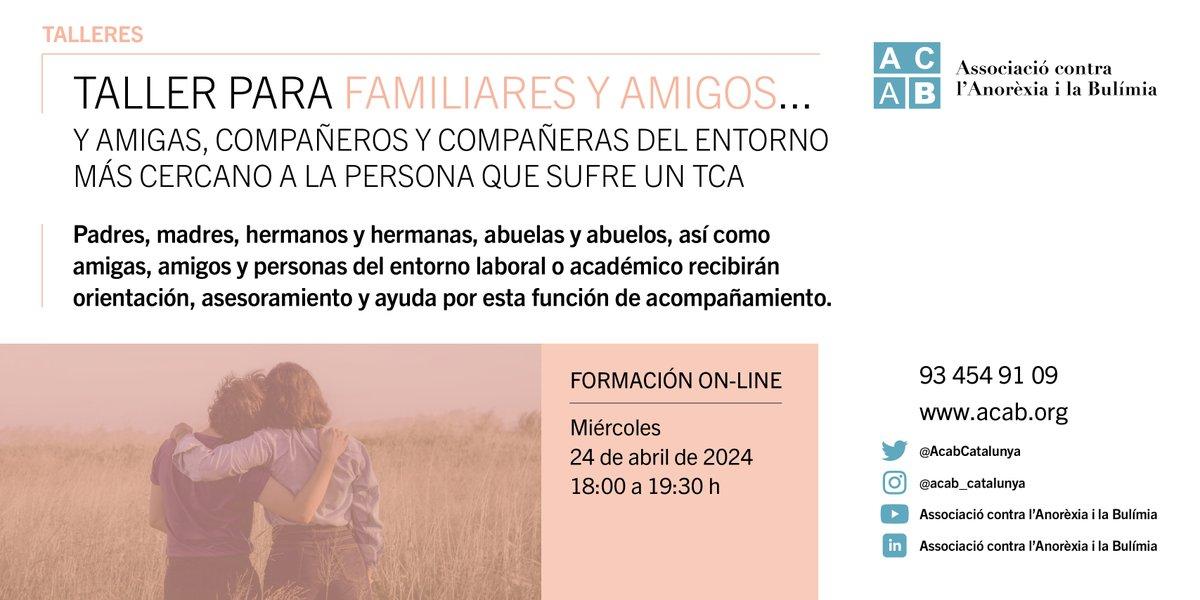 TALLERES
TALLER PARA FAMILIARES Y AMIGOS...
Y AMIGAS, COMPAÑEROS Y COMPAÑERAS DEL ENTORNO
MÁS CERCANO A LA PERSONA QUE SUFRE UN TCA
Padres, madres, hermanos y hermanas, abuelas y abuelos, así como
amigas, amigos y personas del entorno laboral o académico recibirán
orientación, asesoramiento y ayuda por esta función de acompañamiento.
FORMACIÓN ON-LINE
Miércoles
24 de abril de 2024
18:00 a 19:30 h
A C
A B
Associació contra
l'Anorèxia i la Bulímia
93 454 91 09
www.acab.org
@AcabCatalunya
@acab_catalunya
Associació contra l'Anorèxia i la Bulímia
in
Associació contra l'Anorèxia i la Bulímia